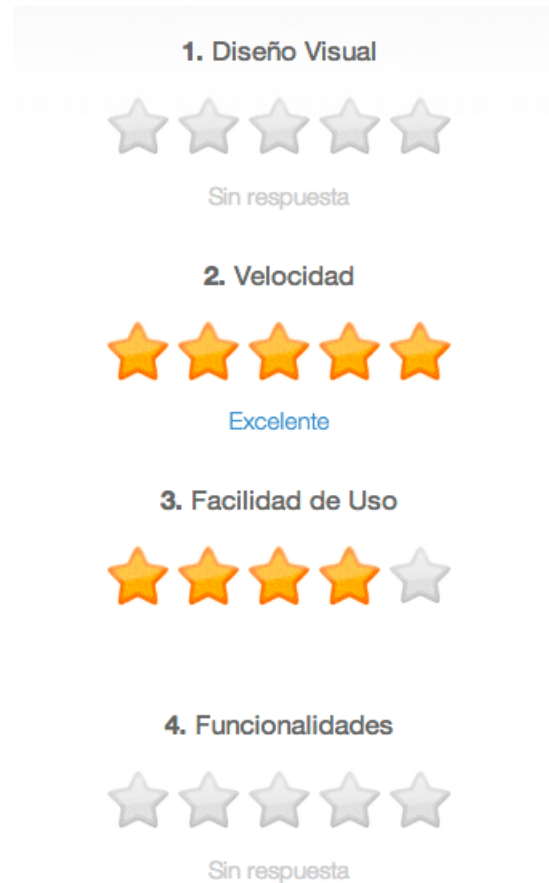 1. Diseño Visual
Sin respuesta
2. Velocidad
Excelente
3. Facilidad de Uso
4. Funcionalidades
Sin respuesta